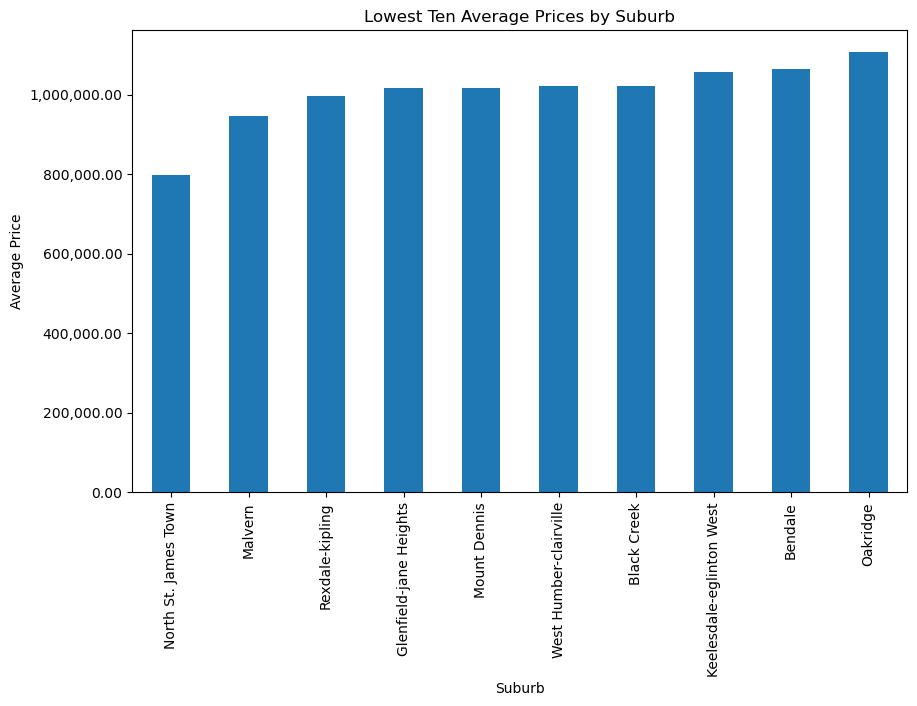 Lowest Ten Average Prices by Suburb
Average Price
1,000,000.00
800,000.00
600,000.00
400,000.00
200,000.00
0.00
North St. James Town
Malvern
Rexdale-kipling
Glenfield-jane Heights
Mount Dennis
West Humber-clairville
Black Creek
Keelesdale-eglinton West
Bendale
Oakridge
Suburb